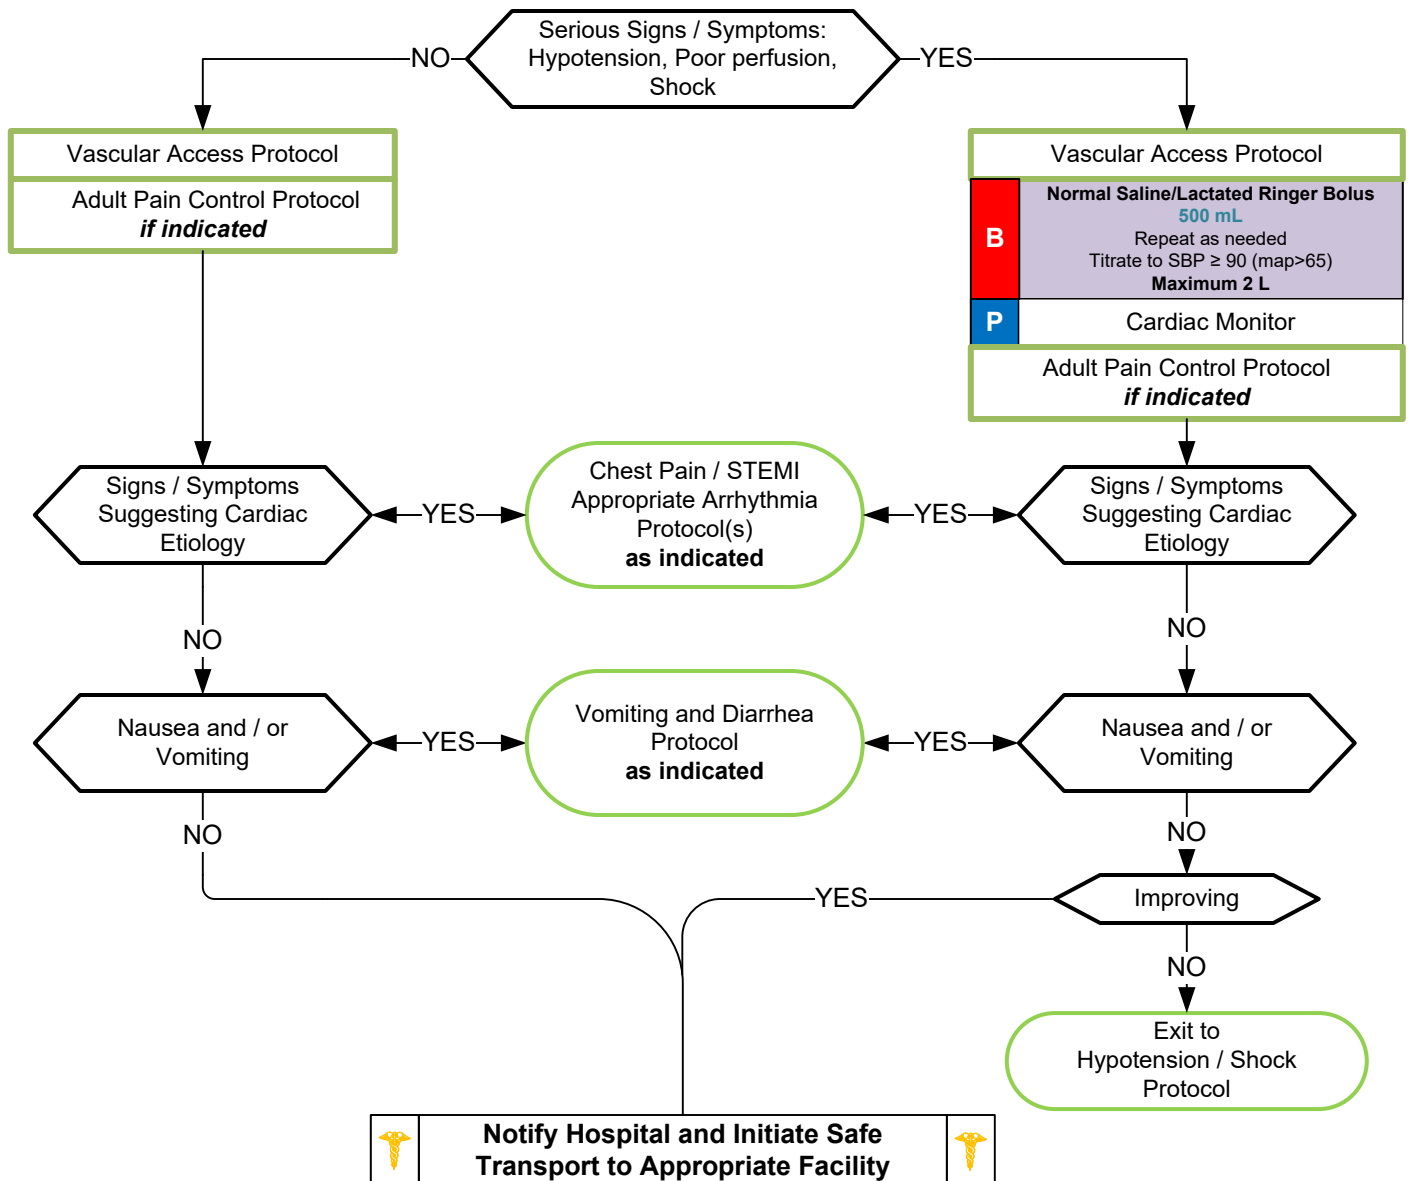 Serious Signs / Symptoms:
Hypotension, Poor perfusion,
Shock
NO
YES
Vascular Access Protocol
Adult Pain Control Protocol
if indicated
Vascular Access Protocol
B
Normal Saline/Lactated Ringer Bolus
500 mL
Repeat as needed
Titrate to SBP ≥ 90 (map>65)
Maximum 2 L
P
Cardiac Monitor
Adult Pain Control Protocol
if indicated
Signs / Symptoms
Suggesting Cardiac
Etiology
YES
Chest Pain / STEMI
Appropriate Arrhythmia
Protocol(s)
as indicated
YES
Signs / Symptoms
Suggesting Cardiac
Etiology
NO
NO
Nausea and / or
Vomiting
YES
Vomiting and Diarrhea
Protocol
as indicated
YES
Nausea and / or
Vomiting
NO
NO
YES
Improving
NO
Exit to
Hypotension / Shock
Protocol
Notify Hospital and Initiate Safe
Transport to Appropriate Facility